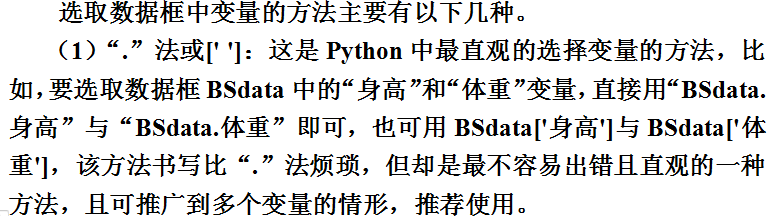 选取数据框中变量的方法主要有以下几种。
（1）“.”法或[' ']：这是 Python 中最直观的选择变量的方法，比
如，要选取数据框 BSdata 中的“身高”和“体重”变量，直接用“BSdata.
身高”与“BSdata.体重”即可，也可用 BSdata['身高']与 BSdata['体
重']，该方法书写比“.”法烦琐，但却是最不容易出错且直观的一种
方法，且可推广到多个变量的情形，推荐使用。